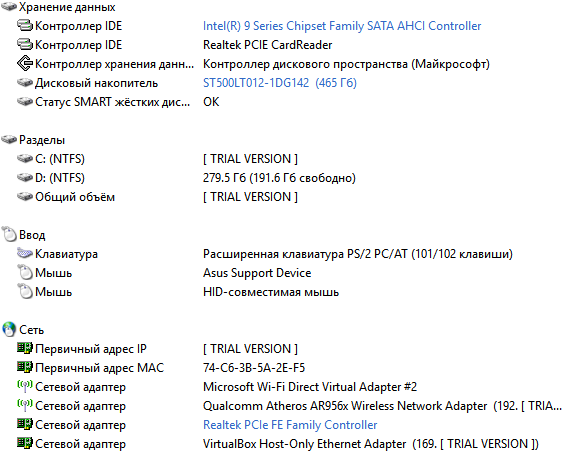 Хранение данных
Контроллер IDE Intel(R) 9 Series Chipset Family SATA AHCI Controller
Контроллер IDE Realtek PCIE CardReader
Контроллер хранения данн... Контроллер дискового пространства (Майкрософт)
Дисковый накопитель ST500LT012-1DG142 (465 Гб)
Статус SMART жёстких дис... OK
Разделы
C: (NTFS) [ TRIAL VERSION ]
D: (NTFS) 279.5 Гб (191.6 Гб свободно)
Общий объём [ TRIAL VERSION ]
Ввод
Клавиатура Расширенная клавиатура PS/2 PC/AT (101/102 клавиши)
Мышь Asus Support Device
Мышь HID-совместимая мышь
Сеть
Первичный адрес IP [ TRIAL VERSION ]
Первичный адрес MAC 74-C6-3B-5A-2E-F5
Сетевой адаптер Microsoft Wi-Fi Direct Virtual Adapter #2
Сетевой адаптер Qualcomm Atheros AR956x Wireless Network Adapter (192. [ TRIA...
Сетевой адаптер Realtek PCIe FE Family Controller
Сетевой адаптер VirtualBox Host-Only Ethernet Adapter (169. [ TRIAL VERSION ])